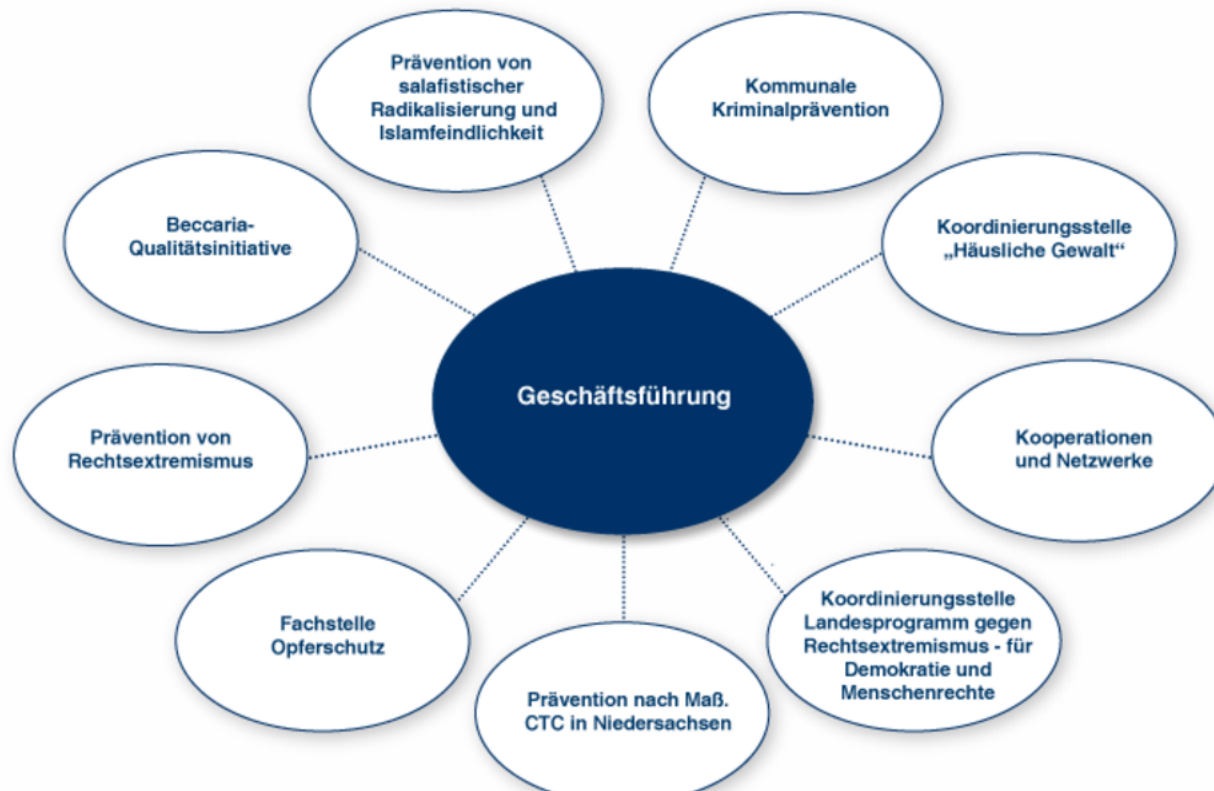 Prävention von
salafistischer
Radikalisierung und
Islamfeindlichkeit
Kommunale
Kriminalprävention
Beccaria-
Qualitätsinitiative
Koordinierungsstelle
„Häusliche Gewalt“
Geschäftsführung
Prävention von
Rechtsextremismus
Kooperationen
und Netzwerke
Fachstelle
Opferschutz
Koordinierungsstelle
Landesprogramm gegen
Rechtsextremismus - für
Demokratie und
Menschenrechte
Prävention nach Maß.
CTC in Niedersachsen